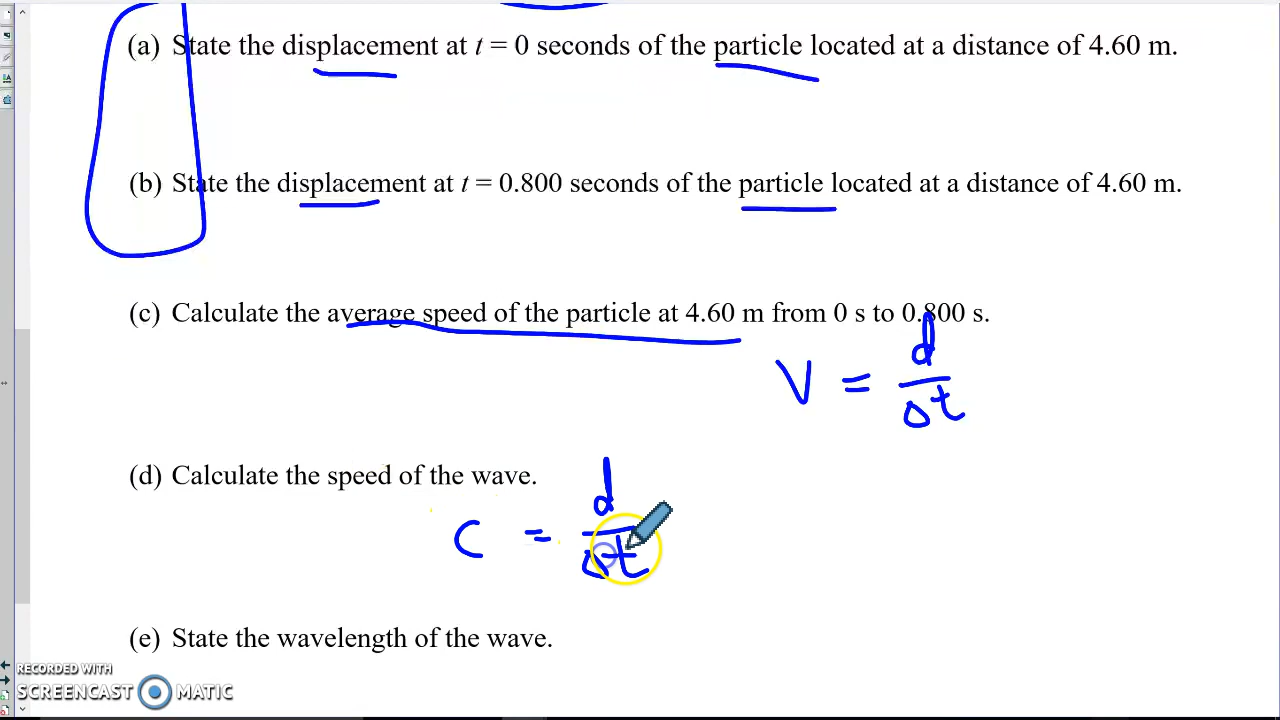 (a) State the displacement at t = 0 seconds of the particle located at a distance of 4.60 m.
(b) State the displacement at t = 0.800 seconds of the particle located at a distance of 4.60 m.
(c) Calculate the average speed of the particle at 4.60 m from 0 s to 0.800 s.
V = d
Δt
(d) Calculate the speed of the wave.
c = d
Δt
(e) State the wavelength of the wave.
RECORDED WITH
SCREENCAST MATIC